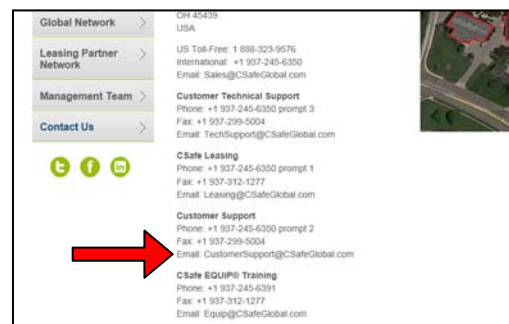 Global Network
Leasing Partner
Network
Management Team
Contact Us
OH 45439.
USA
US Toll-Free: 1 888-323-9576
International: +1 937-245-6350
Email: Sales@CSafeGlobal.com
Customer Technical Support
Phone: +1 937-245-6350 prompt 3
Fax: +1 937-299-5004
Email: TechSupport@CSafeGlobal.com
CSafe Leasing
Phone: +1 937-245-6350 prompt 1
Fax: +1 937-312-1277
Email: Leasing@CSafeGlobal.com
Customer Support
Phone: +1 937-245-6350 prompt 2
Fax: +1 937-299-5004
Email: CustomerSupport@CSafeGlobal.com
CSafe EQUIP® Training
Phone: +1 937-245-6391
Fax: +1 937-312-1277
Email: Equip@CSafeGlobal.com